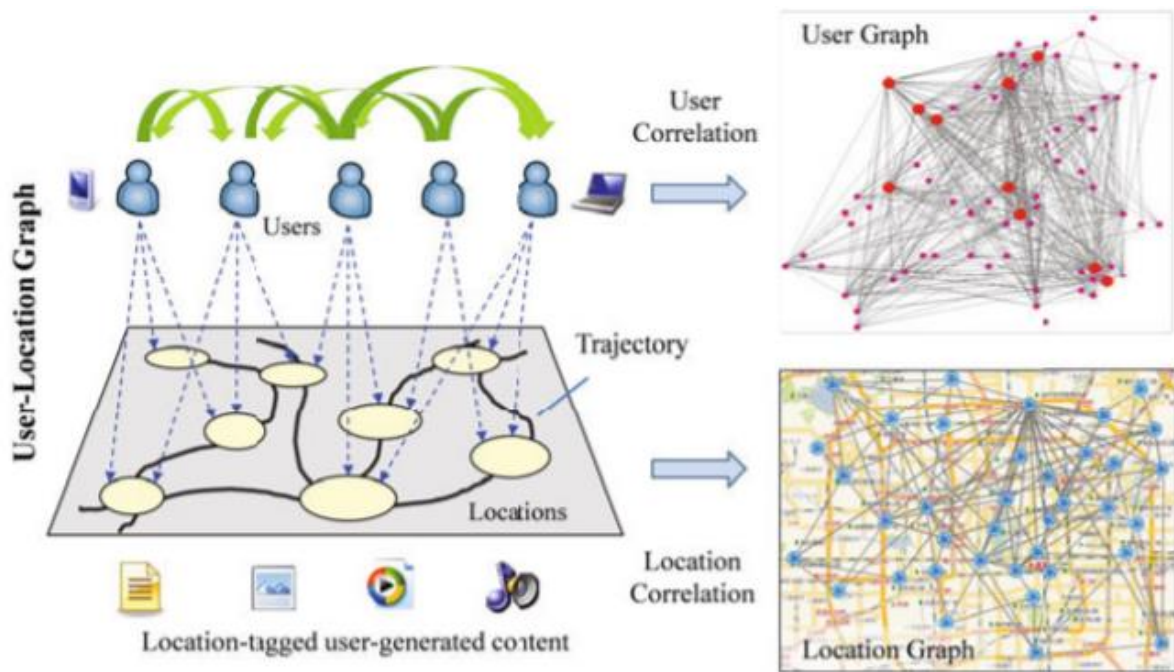 User-Location Graph
Users
Trajectory
Locations
Location-tagged user-generated content
User
Correlation
Location
Correlation
User Graph
Location Graph